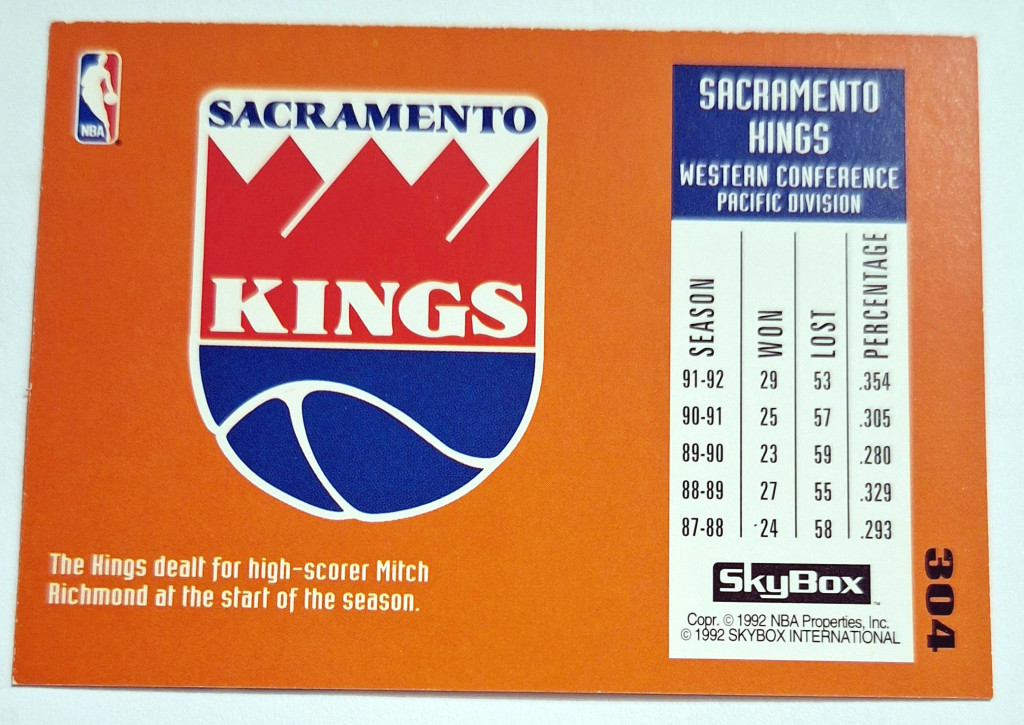 NBA
SACRAMENTO
KINGS
The Kings dealt for high-scorer Mitch
Richmond at the start of the season.
SACRAMENTO
KINGS
WESTERN CONFERENCE
PACIFIC DIVISION
SEASON WON LOST PERCENTAGE
91-92 29 53 .354
90-91 25 57 .305
89-90 23 59 .280
88-89 27 55 .329
87-88 24 58 .293
SkyBox™
Copr. © 1992 NBA Properties, Inc.
© 1992 SKYBOX INTERNATIONAL
304